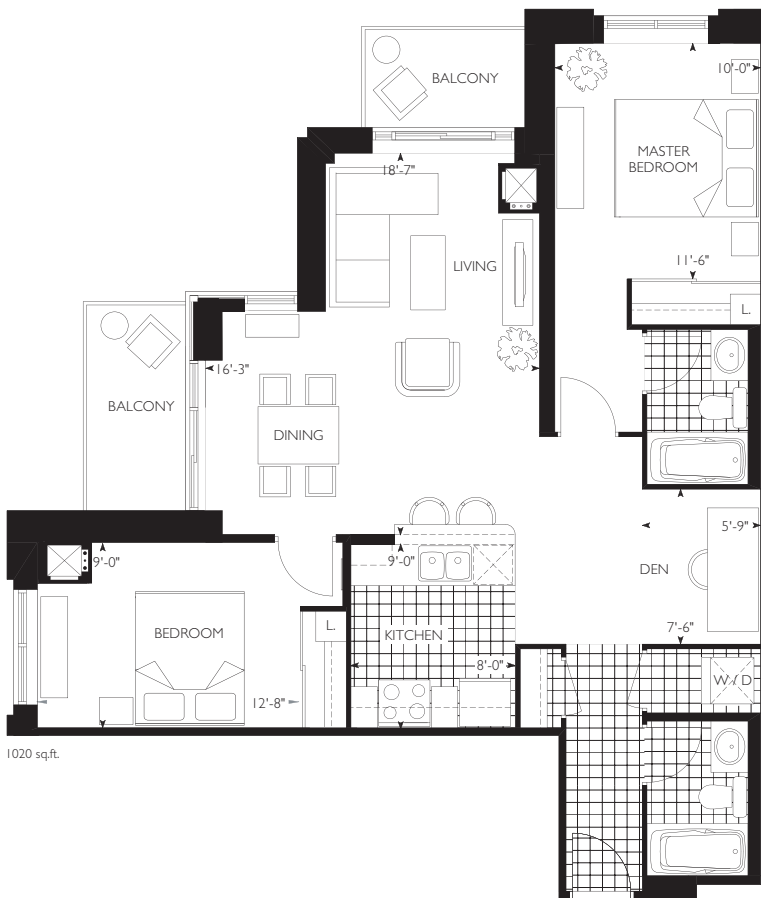 BALCONY
10'-0"
MASTER
BEDROOM
18'-7"
11'-6"
LIVING
L.
16'-3"
BALCONY
DINING
5'-9"
9'-0"
9'-0"
DEN
L.
BEDROOM
KITCHEN
7'-6"
8'-0"
W / D
12'-8"
1020 sq.ft.